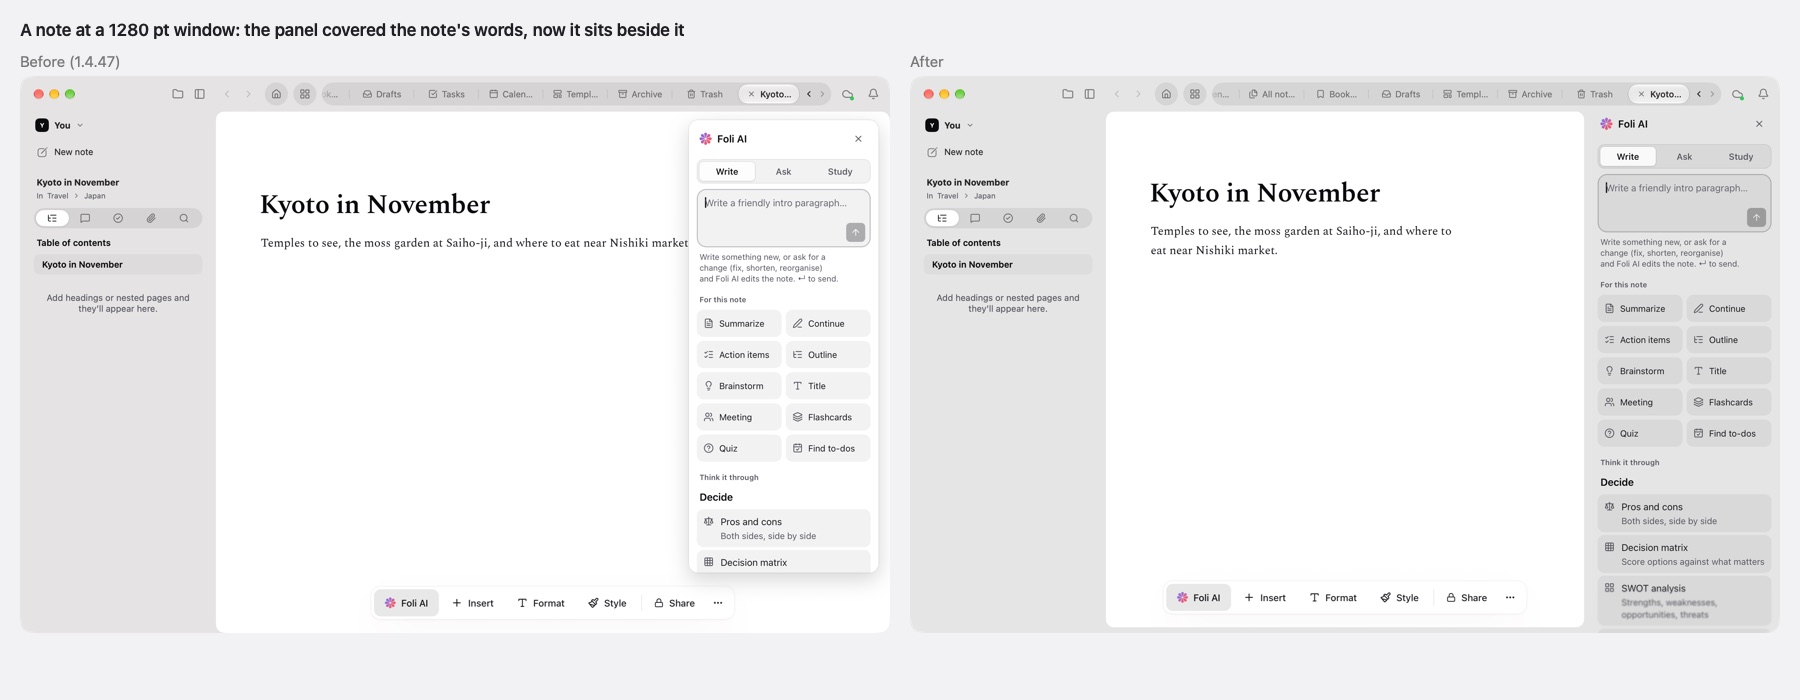 A note at a 1280 pt window: the panel covered the note's words, now it sits beside it
Before (1.4.47)
k...
Drafts
Tasks
Calen...
Templ...
Archive
Trash
Kyoto...
Y You
New note
Kyoto in November
In Travel > Japan
Table of contents
Kyoto in November
Add headings or nested pages and
they'll appear here.
Kyoto in November
Temples to see, the moss garden at Saiho-ji, and where to eat near Nishiki market
Foli AI
Write Ask Study
Write a friendly intro paragraph...
Write something new, or ask for a
change (fix, shorten, reorganise)
and Foli AI edits the note. ↵ to send.
For this note
Summarize Continue
Action items Outline
Brainstorm Title
Meeting Flashcards
Quiz Find to-dos
Think it through
Decide
Pros and cons
Both sides, side by side
Decision matrix
Foli AI Insert Format Style Share
After
n...
All not...
Book...
Drafts
Templ...
Archive
Trash
Kyoto...
Y You
New note
Kyoto in November
In Travel > Japan
Table of contents
Kyoto in November
Add headings or nested pages and
they'll appear here.
Kyoto in November
Temples to see, the moss garden at Saiho-ji, and where to
eat near Nishiki market.
Foli AI
Write Ask Study
Write a friendly intro paragraph...
Write something new, or ask for a
change (fix, shorten, reorganise)
and Foli AI edits the note. ↵ to send.
For this note
Summarize Continue
Action items Outline
Brainstorm Title
Meeting Flashcards
Quiz Find to-dos
Think it through
Decide
Pros and cons
Both sides, side by side
Decision matrix
Score options against what matters
SWOT analysis
Strengths, weaknesses,
opportunities, threats
Foli AI Insert Format Style Share